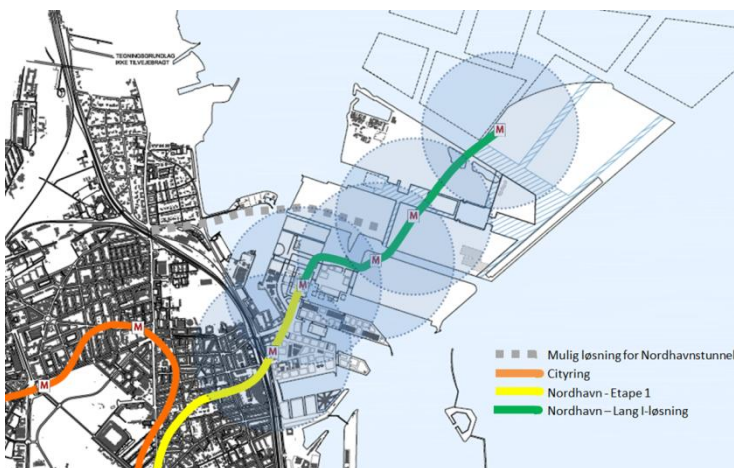 TEGNINGSGRUNDLAG
IKKE TILVEJEBRAGT
M
M
M
M
M
M
M
Mulig løsning for Nordhavnstunnel
Cityring
Nordhavn - Etape 1
Nordhavn – Lang I-løsning